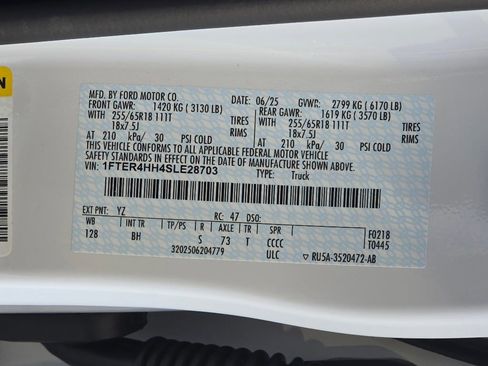 MFD. BY FORD MOTOR CO. DATE: 06/25 GVWR: 2799 KG ( 6170 LB)
FRONT GAWR: 1420 KG ( 3130 LB) REAR GAWR: 1619 KG ( 3570 LB)
WITH WITH
255/65R18 111T TIRES 255/65R18 111T TIRES
18x7.5J RIMS 18x7.5J RIMS
AT 210 kPa/ 30 PSI COLD AT 210 kPa/ 30 PSI COLD
THIS VEHICLE CONFORMS TO ALL APPLICABLE FEDERAL MOTOR VEHICLE
SAFETY STANDARDS IN EFFECT ON THE DATE OF MANUFACTURE SHOWN ABOVE.
VIN: 1FTER4HH4SLE28703 TYPE: Truck
EXT PNT: YZ RC: 47 DSO: F0218
WB INT TR TP/PS R AXLE TR SPR T0445
128 BH S 73 T CCCC
3202506204779 ULC RU5A-3520472-AB